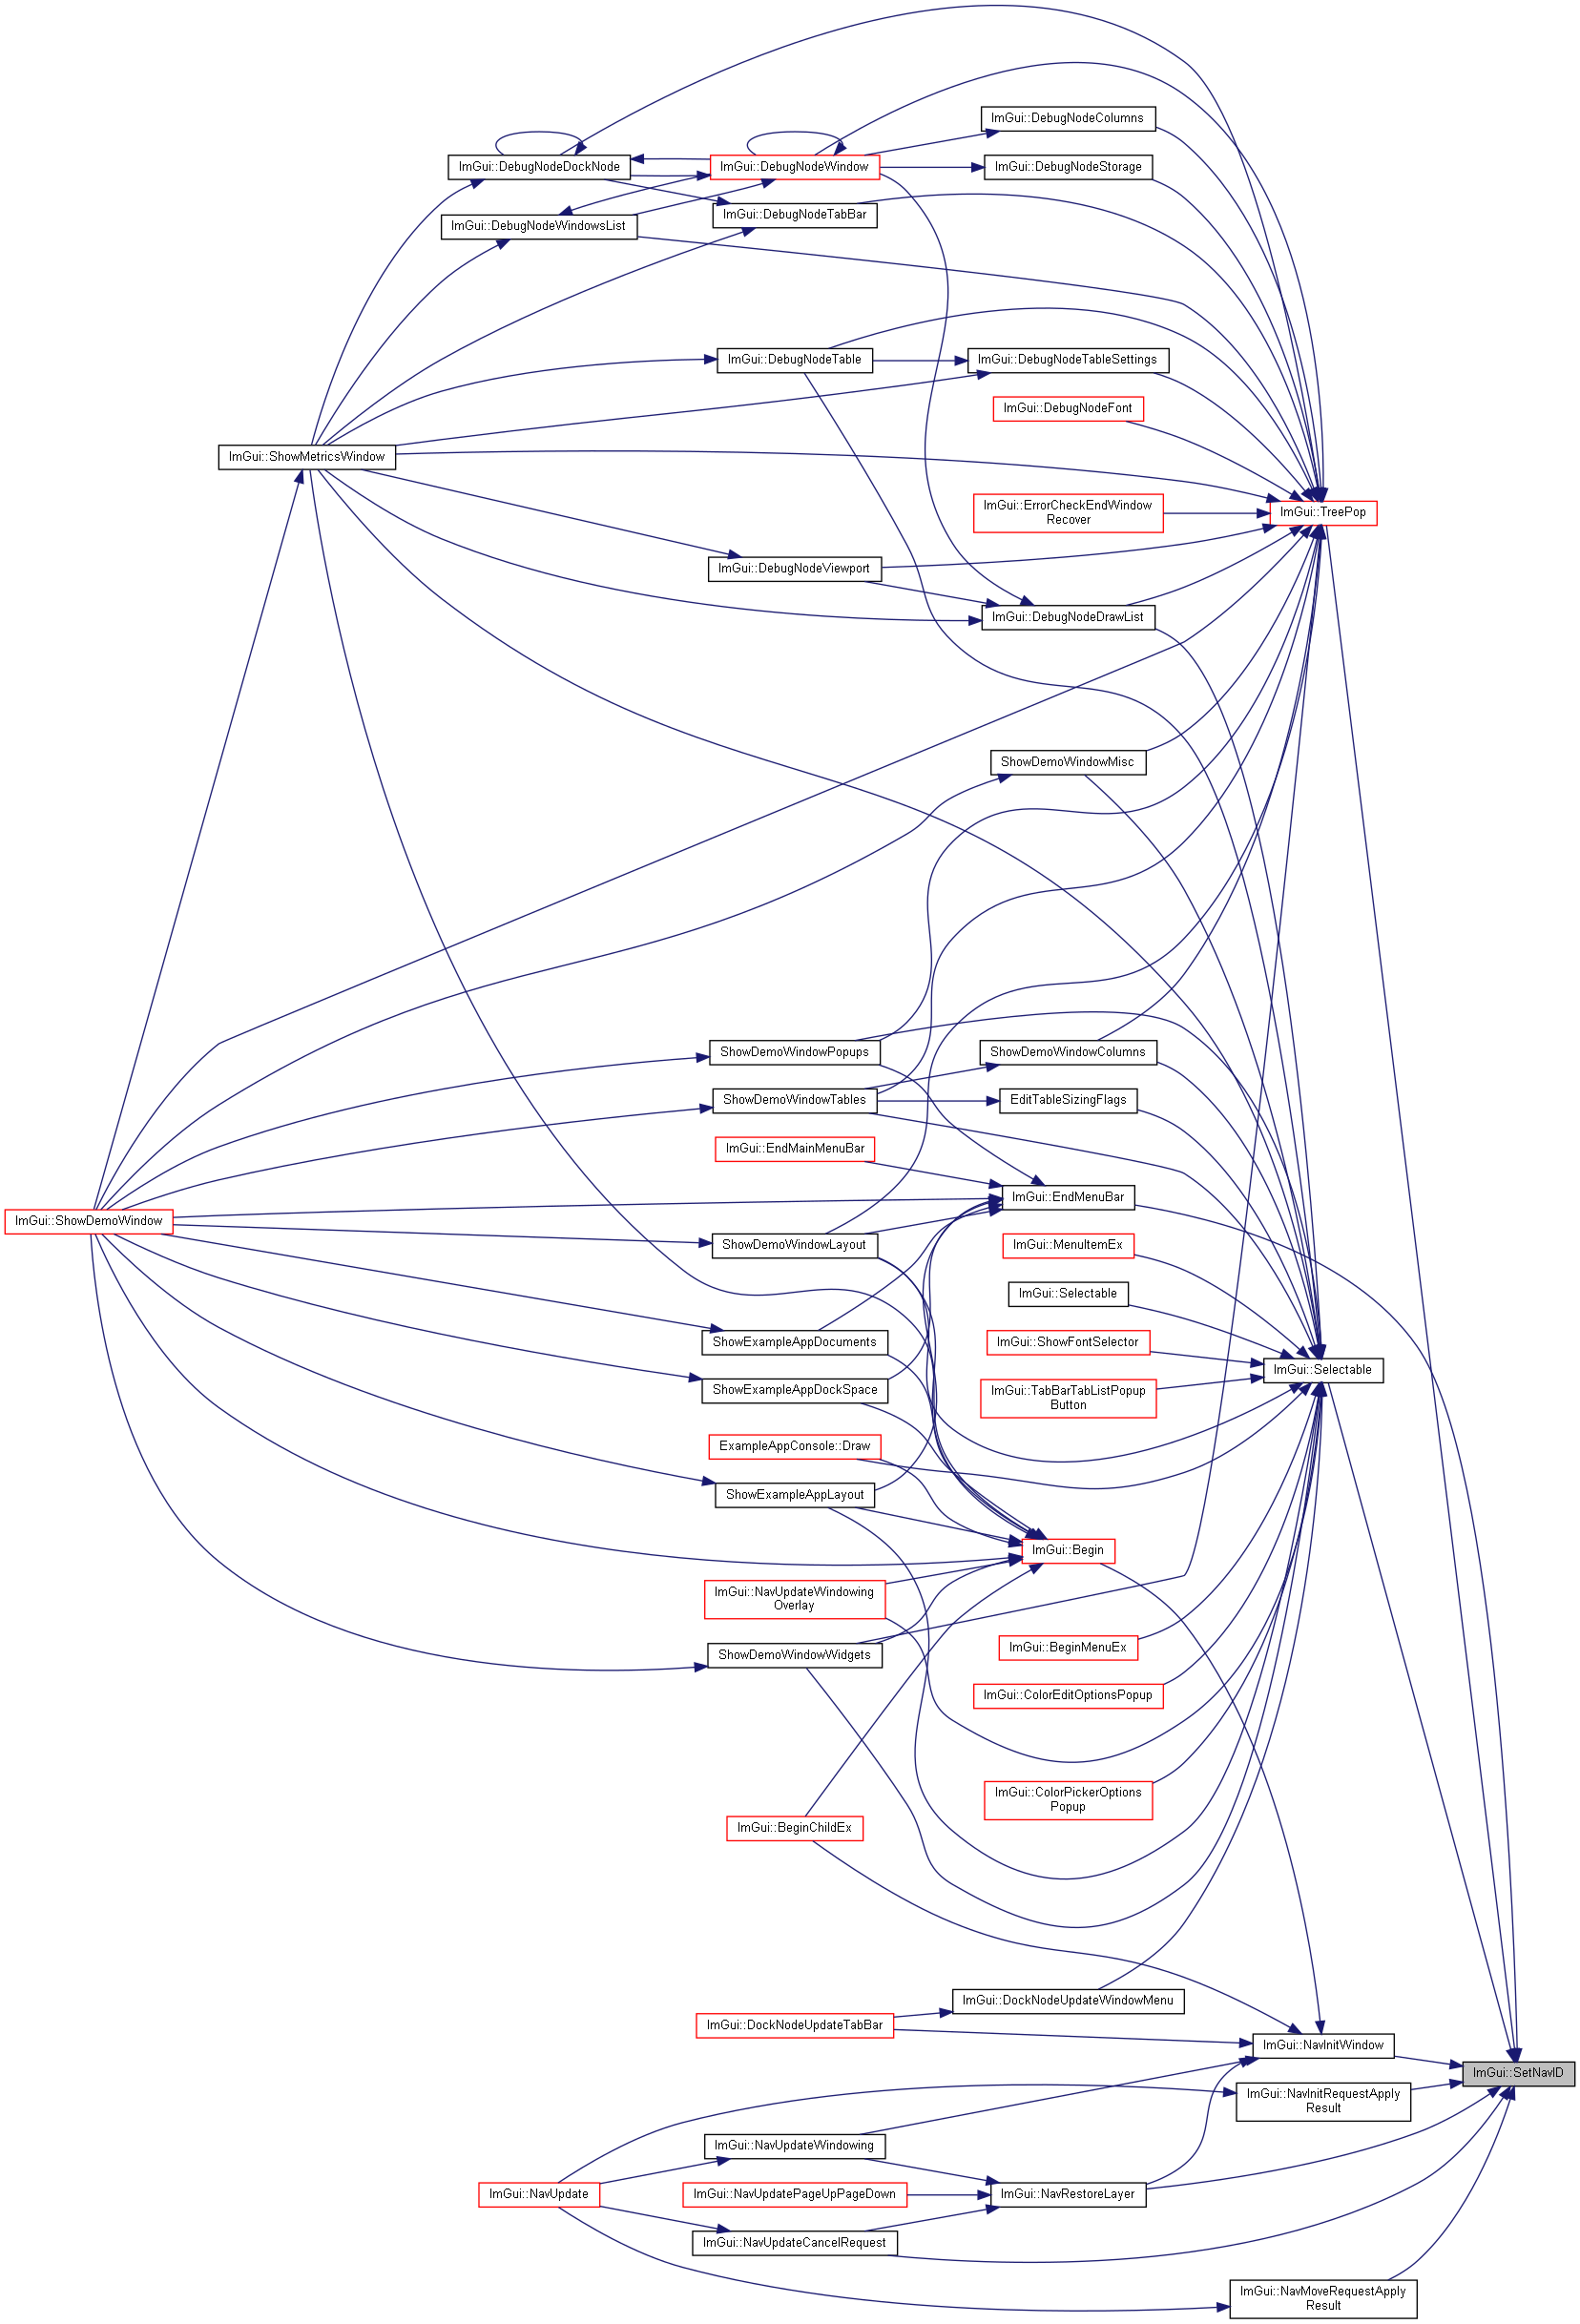 ImGui::DebugNodeColumns
ImGui::DebugNodeDockNode
ImGui::DebugNodeWindow
ImGui::DebugNodeStorage
ImGui::DebugNodeTabBar
ImGui::DebugNodeWindowsList
ImGui::DebugNodeTable
ImGui::DebugNodeTableSettings
ImGui::DebugNodeFont
ImGui::ShowMetricsWindow
ImGui::ErrorCheckEndWindow
Recover
ImGui::TreePop
ImGui::DebugNodeViewport
ImGui::DebugNodeDrawList
ShowDemoWindowMisc
ShowDemoWindowPopups
ShowDemoWindowColumns
ShowDemoWindowTables
EditTableSizingFlags
ImGui::EndMainMenuBar
ImGui::EndMenuBar
ImGui::ShowDemoWindow
ShowDemoWindowLayout
ImGui::MenuItemEx
ImGui::Selectable
ShowExampleAppDocuments
ImGui::ShowFontSelector
ImGui::Selectable
ShowExampleAppDockSpace
ImGui::TabBarTabListPopup
Button
ExampleAppConsole::Draw
ShowExampleAppLayout
ImGui::Begin
ImGui::NavUpdateWindowing
Overlay
ShowDemoWindowWidgets
ImGui::BeginMenuEx
ImGui::ColorEditOptionsPopup
ImGui::ColorPickerOptions
Popup
ImGui::BeginChildEx
ImGui::DockNodeUpdateWindowMenu
ImGui::DockNodeUpdateTabBar
ImGui::NavInitWindow
ImGui::SetNavID
ImGui::NavInitRequestApply
Result
ImGui::NavUpdateWindowing
ImGui::NavUpdate
ImGui::NavUpdatePageUpPageDown
ImGui::NavRestoreLayer
ImGui::NavUpdateCancelRequest
ImGui::NavMoveRequestApply
Result